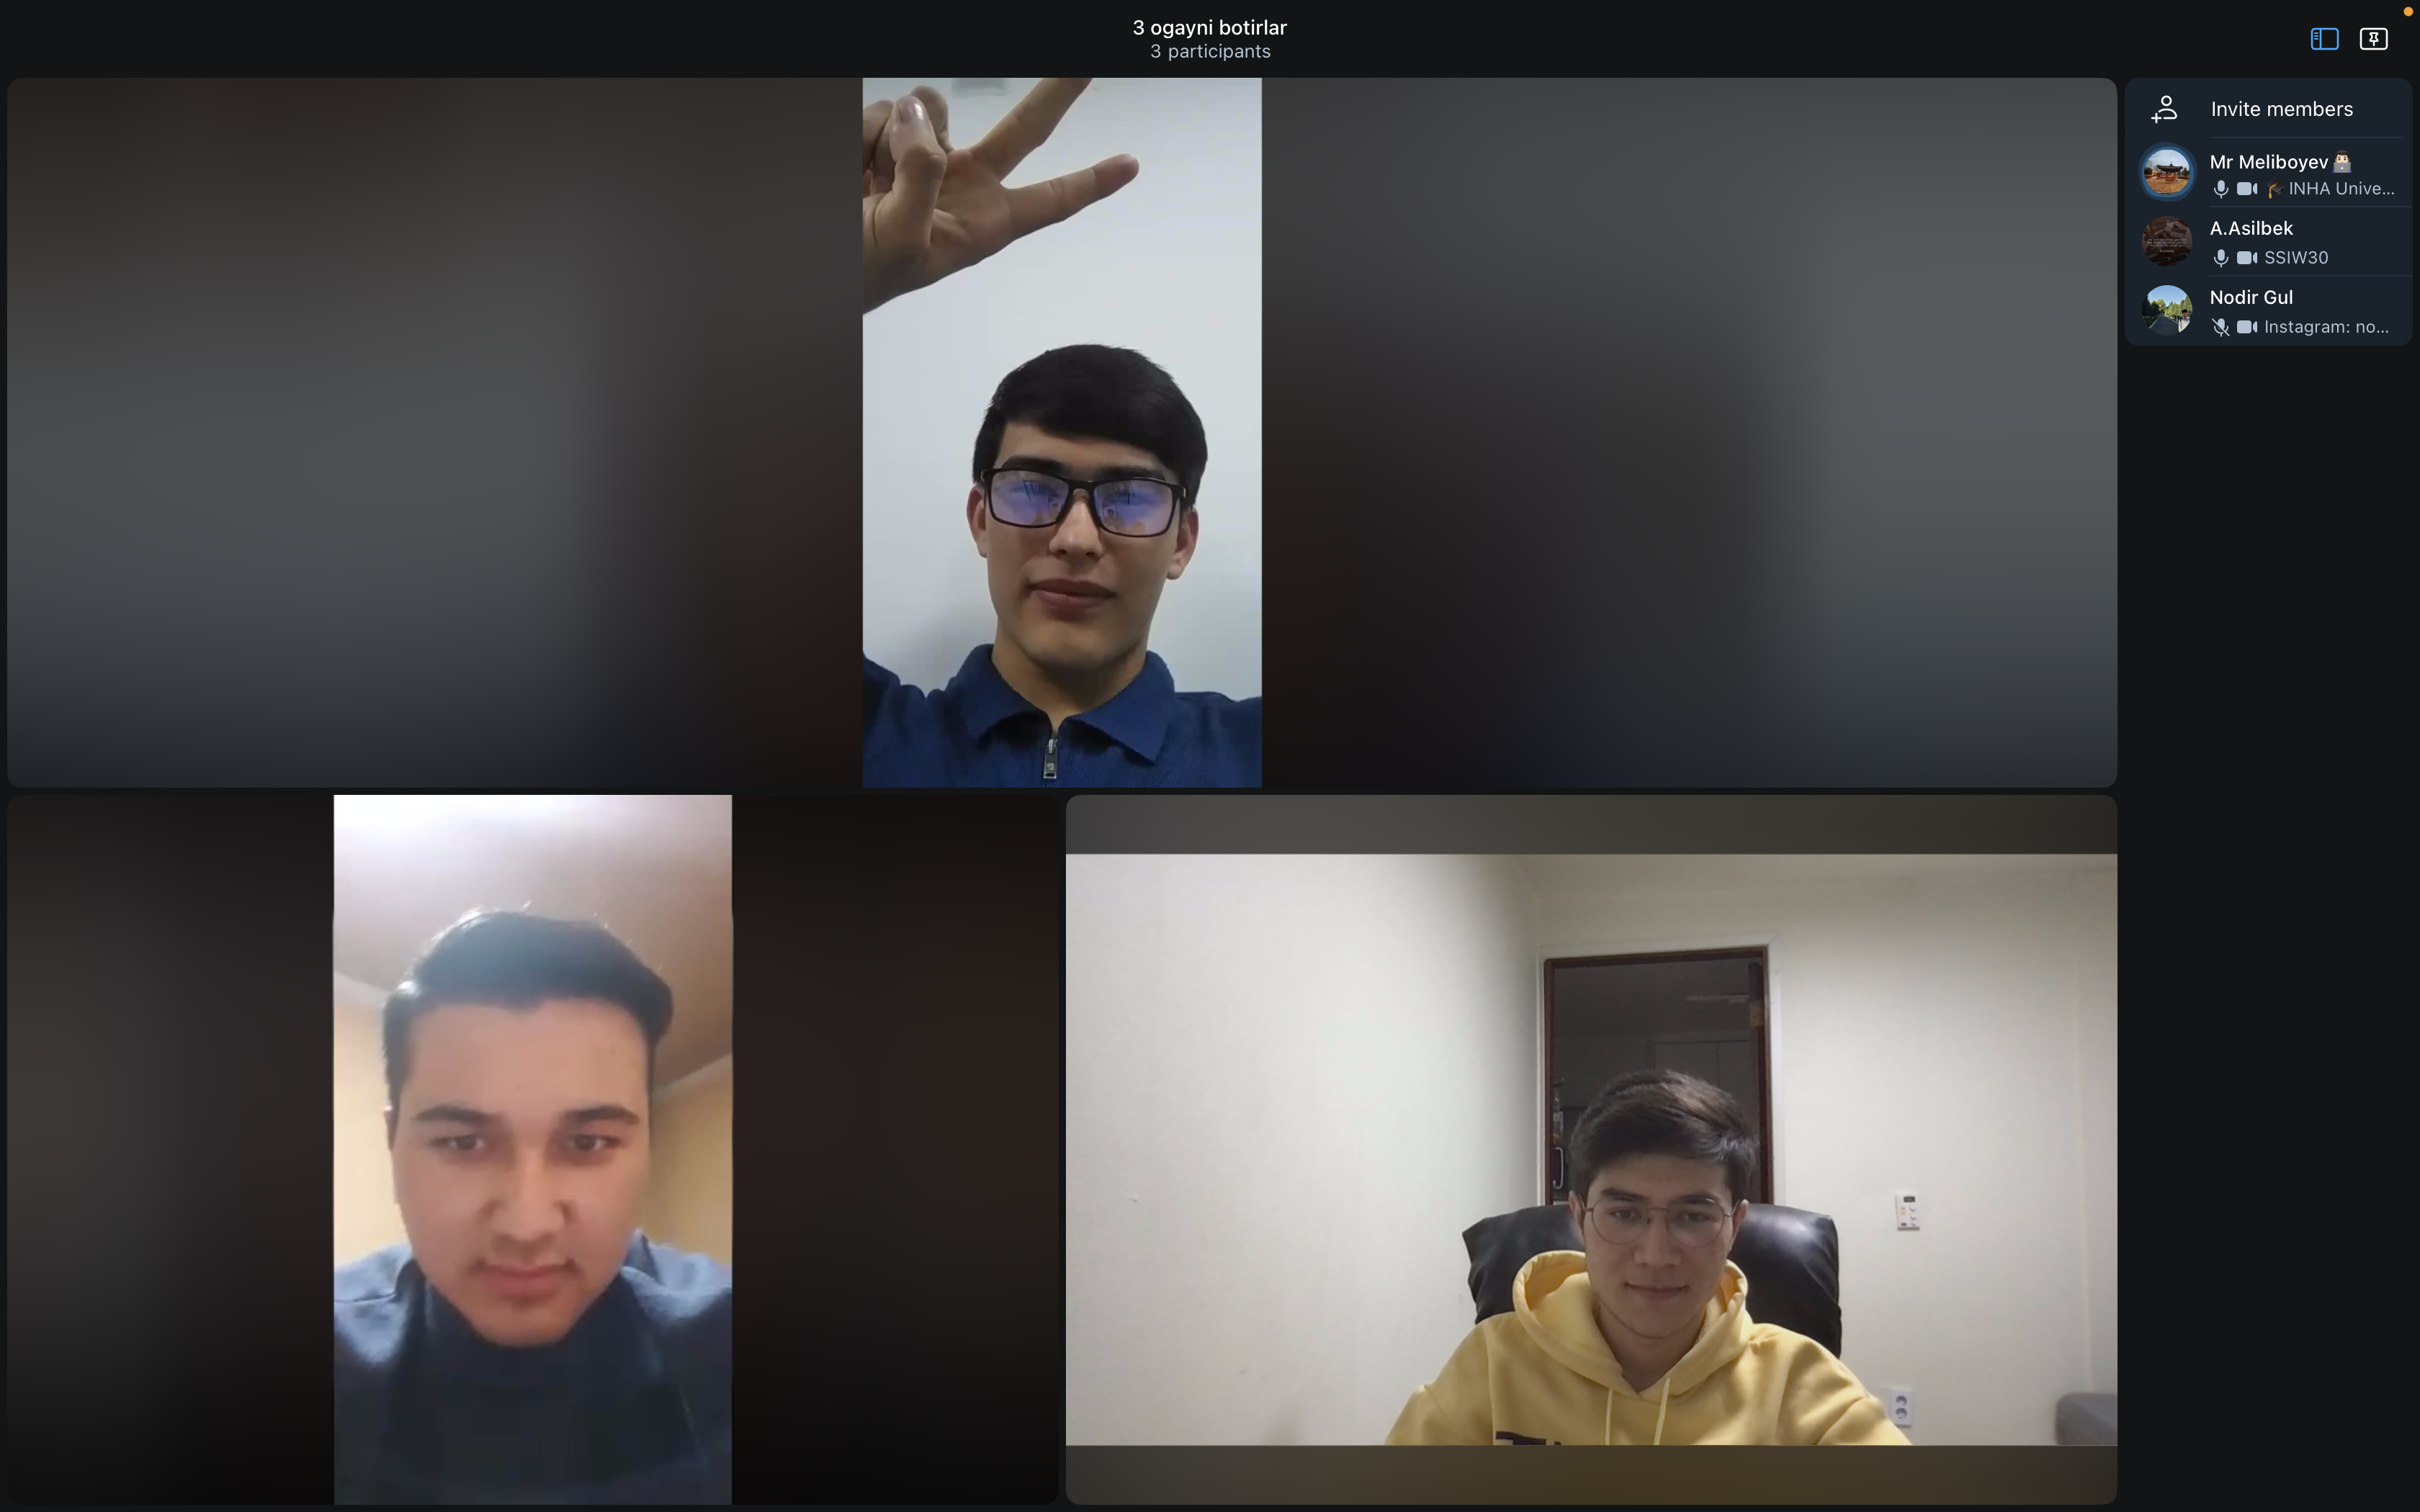 3 ogayni botirlar
3 participants
Invite members
Mr Meliboyev👨🏻‍💻
🎓INHA Unive...
A.Asilbek
SSIW30
Nodir Gul
Instagram: no...